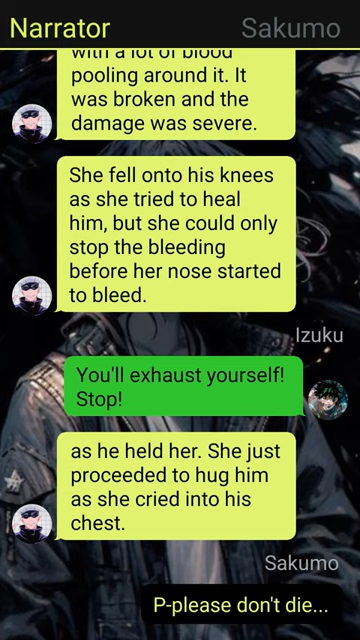 Narrator
Sakumo
with a lot of blood
pooling around it. It
was broken and the
damage was severe.
She fell onto his knees
as she tried to heal
him, but she could only
stop the bleeding
before her nose started
to bleed.
Izuku
You'll exhaust yourself!
Stop!
as he held her. She just
proceeded to hug him
as she cried into his
chest.
Sakumo
P-please don't die...